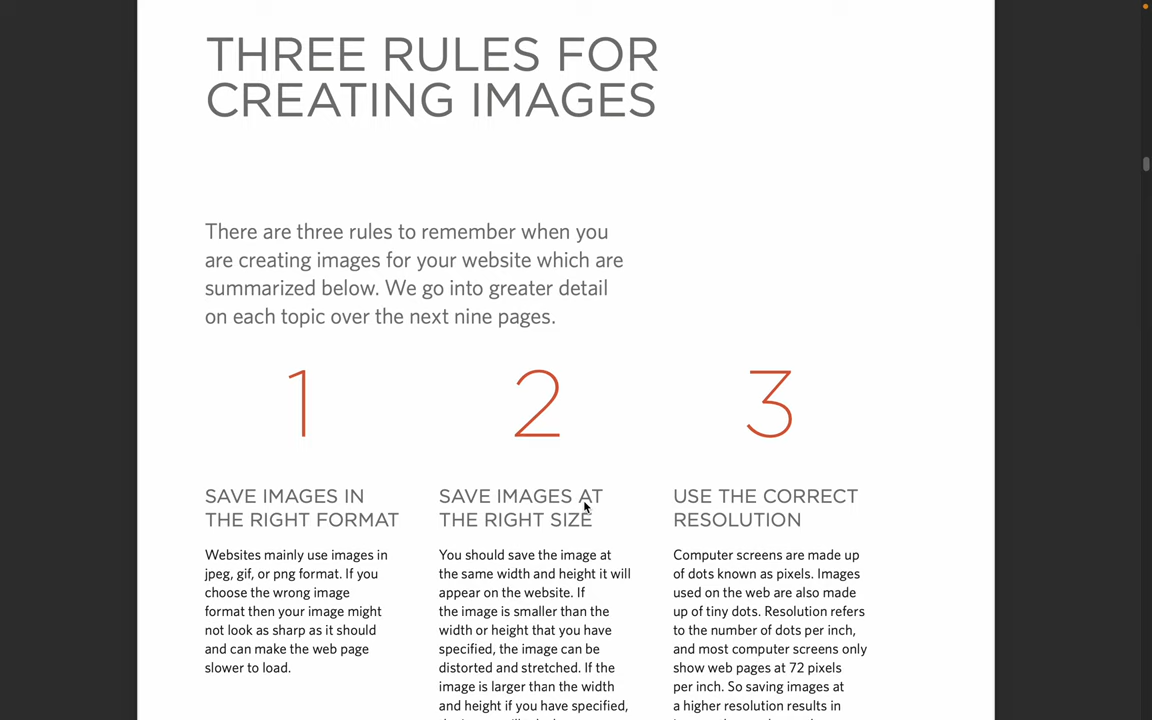 THREE RULES FOR
CREATING IMAGES
There are three rules to remember when you
are creating images for your website which are
summarized below. We go into greater detail
on each topic over the next nine pages.
1
SAVE IMAGES IN
THE RIGHT FORMAT
Websites mainly use images in
jpeg, gif, or png format. If you
choose the wrong image
format then your image might
not look as sharp as it should
and can make the web page
slower to load.
2
SAVE IMAGES AT
THE RIGHT SIZE
You should save the image at
the same width and height it will
appear on the website. If
the image is smaller than the
width or height that you have
specified, the image can be
distorted and stretched. If the
image is larger than the width
and height if you have specified,
3
USE THE CORRECT
RESOLUTION
Computer screens are made up
of dots known as pixels. Images
used on the web are also made
up of tiny dots. Resolution refers
to the number of dots per inch,
and most computer screens only
show web pages at 72 pixels
per inch. So saving images at
a higher resolution results in